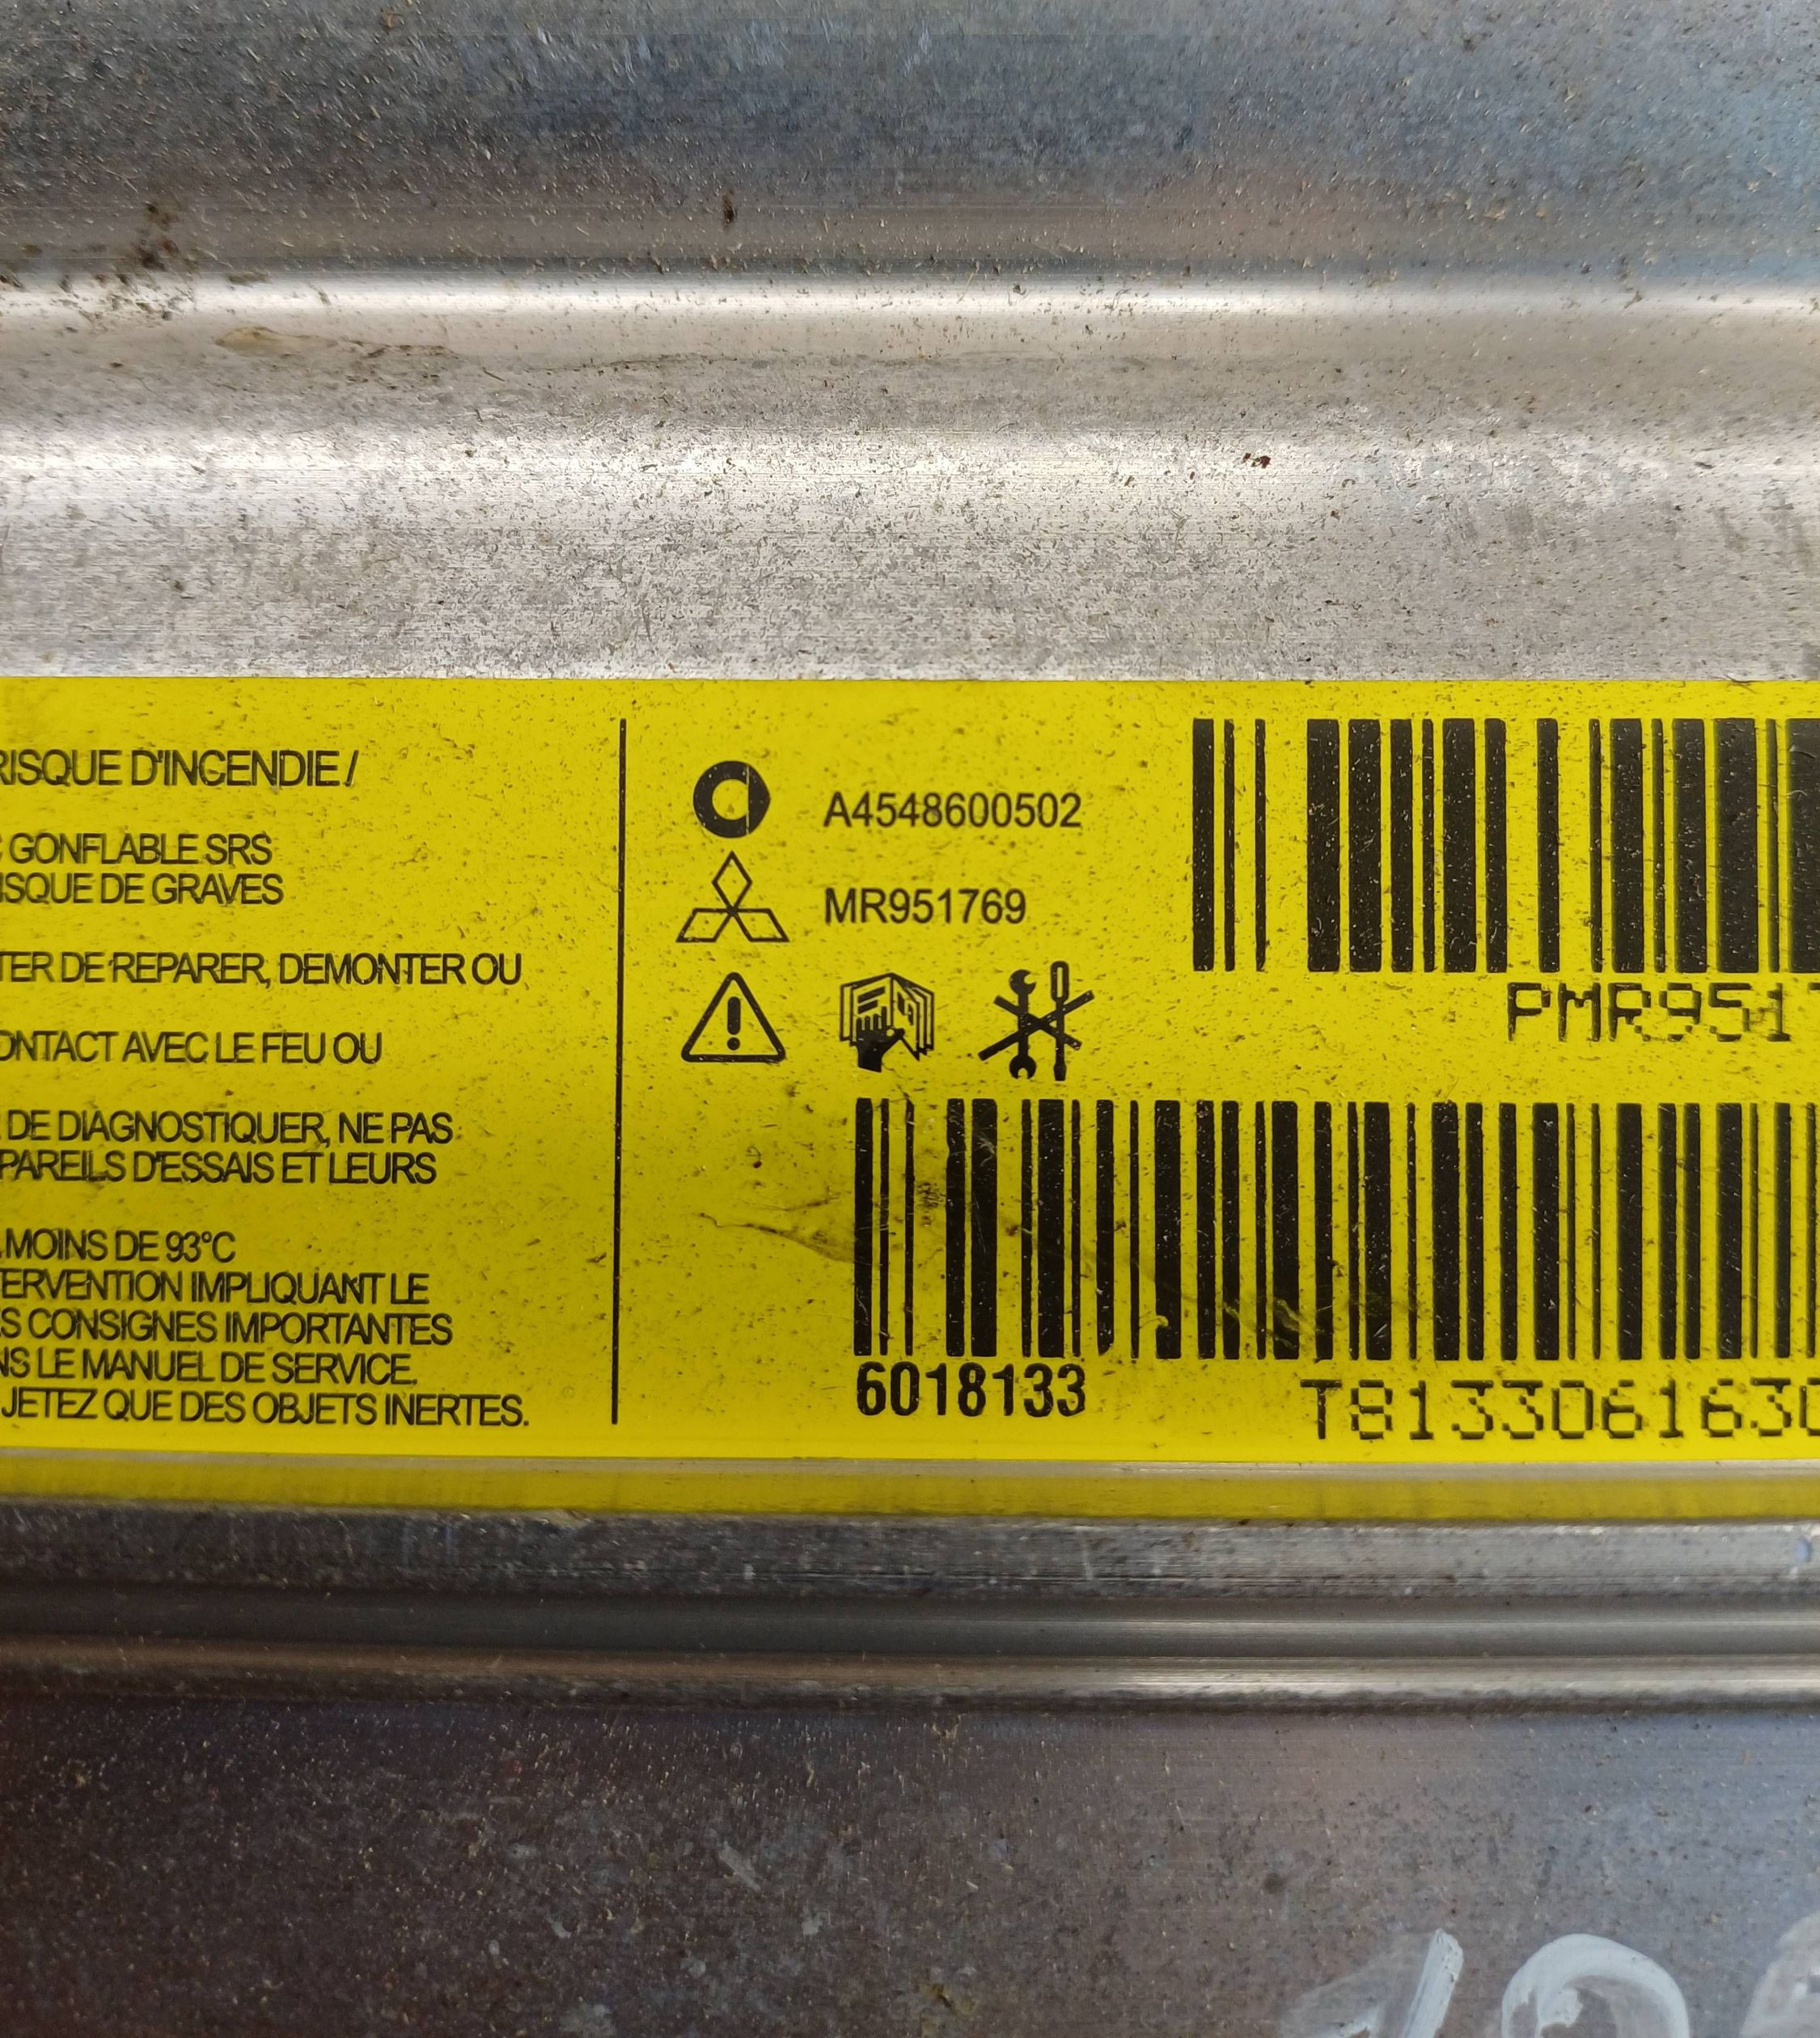 RISQUE D'INCENDIE /
GONFLABLE SRS
ISQUE DE GRAVES
TER DE REPARER, DEMONTER OU
ONTACT AVEC LE FEU OU
DE DIAGNOSTIQUER, NE PAS
PAREILS D'ESSAIS ET LEURS
MOINS DE 93°C
TERVENTION IMPLIQUANT LE
S CONSIGNES IMPORTANTES
NS LE MANUEL DE SERVICE.
JETEZ QUE DES OBJETS INERTES.
A4548600502
MR951769
PMR951
6018133
T813306163